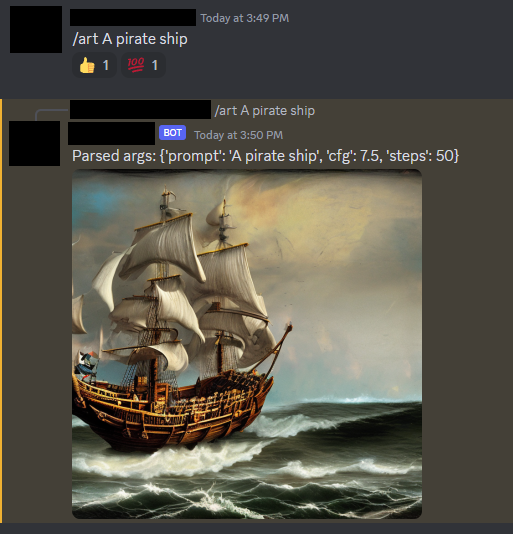 Today at 3:49 PM
/art A pirate ship
👍 1 💯 1
/art A pirate ship
BOT Today at 3:50 PM
Parsed args: {'prompt': 'A pirate ship', 'cfg': 7.5, 'steps': 50}